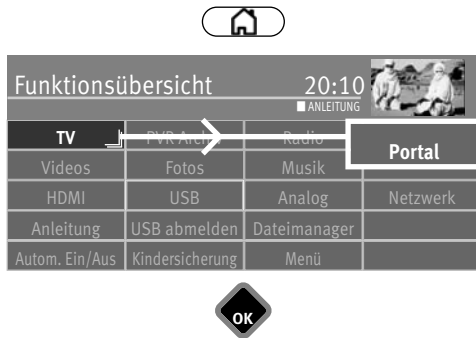 Funktionsübersicht 20:10
ANLEITUNG
TV PVR Archiv Radio Portal
Videos Fotos Musik
HDMI USB Analog Netzwerk
Anleitung USB abmelden Dateimanager
Autom. Ein/Aus Kindersicherung Menü
OK